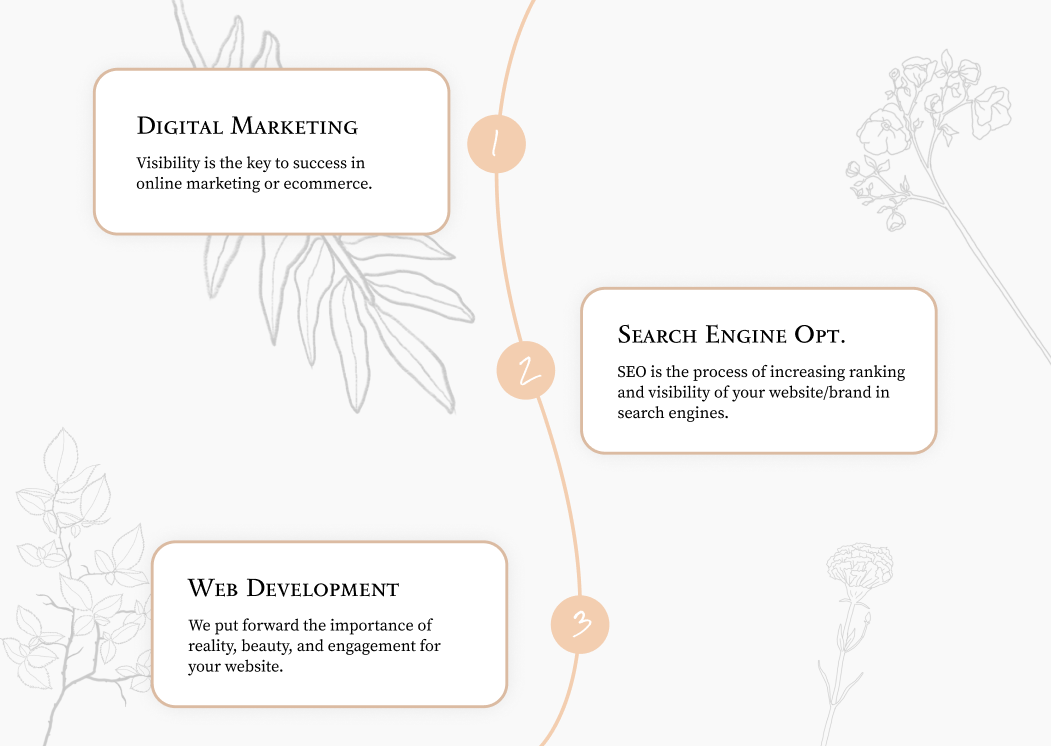 Digital Marketing
Visibility is the key to success in
online marketing or ecommerce.
1
Search Engine Opt.
SEO is the process of increasing ranking
and visibility of your website/brand in
search engines.
2
Web Development
We put forward the importance of
reality, beauty, and engagement for
your website.
3